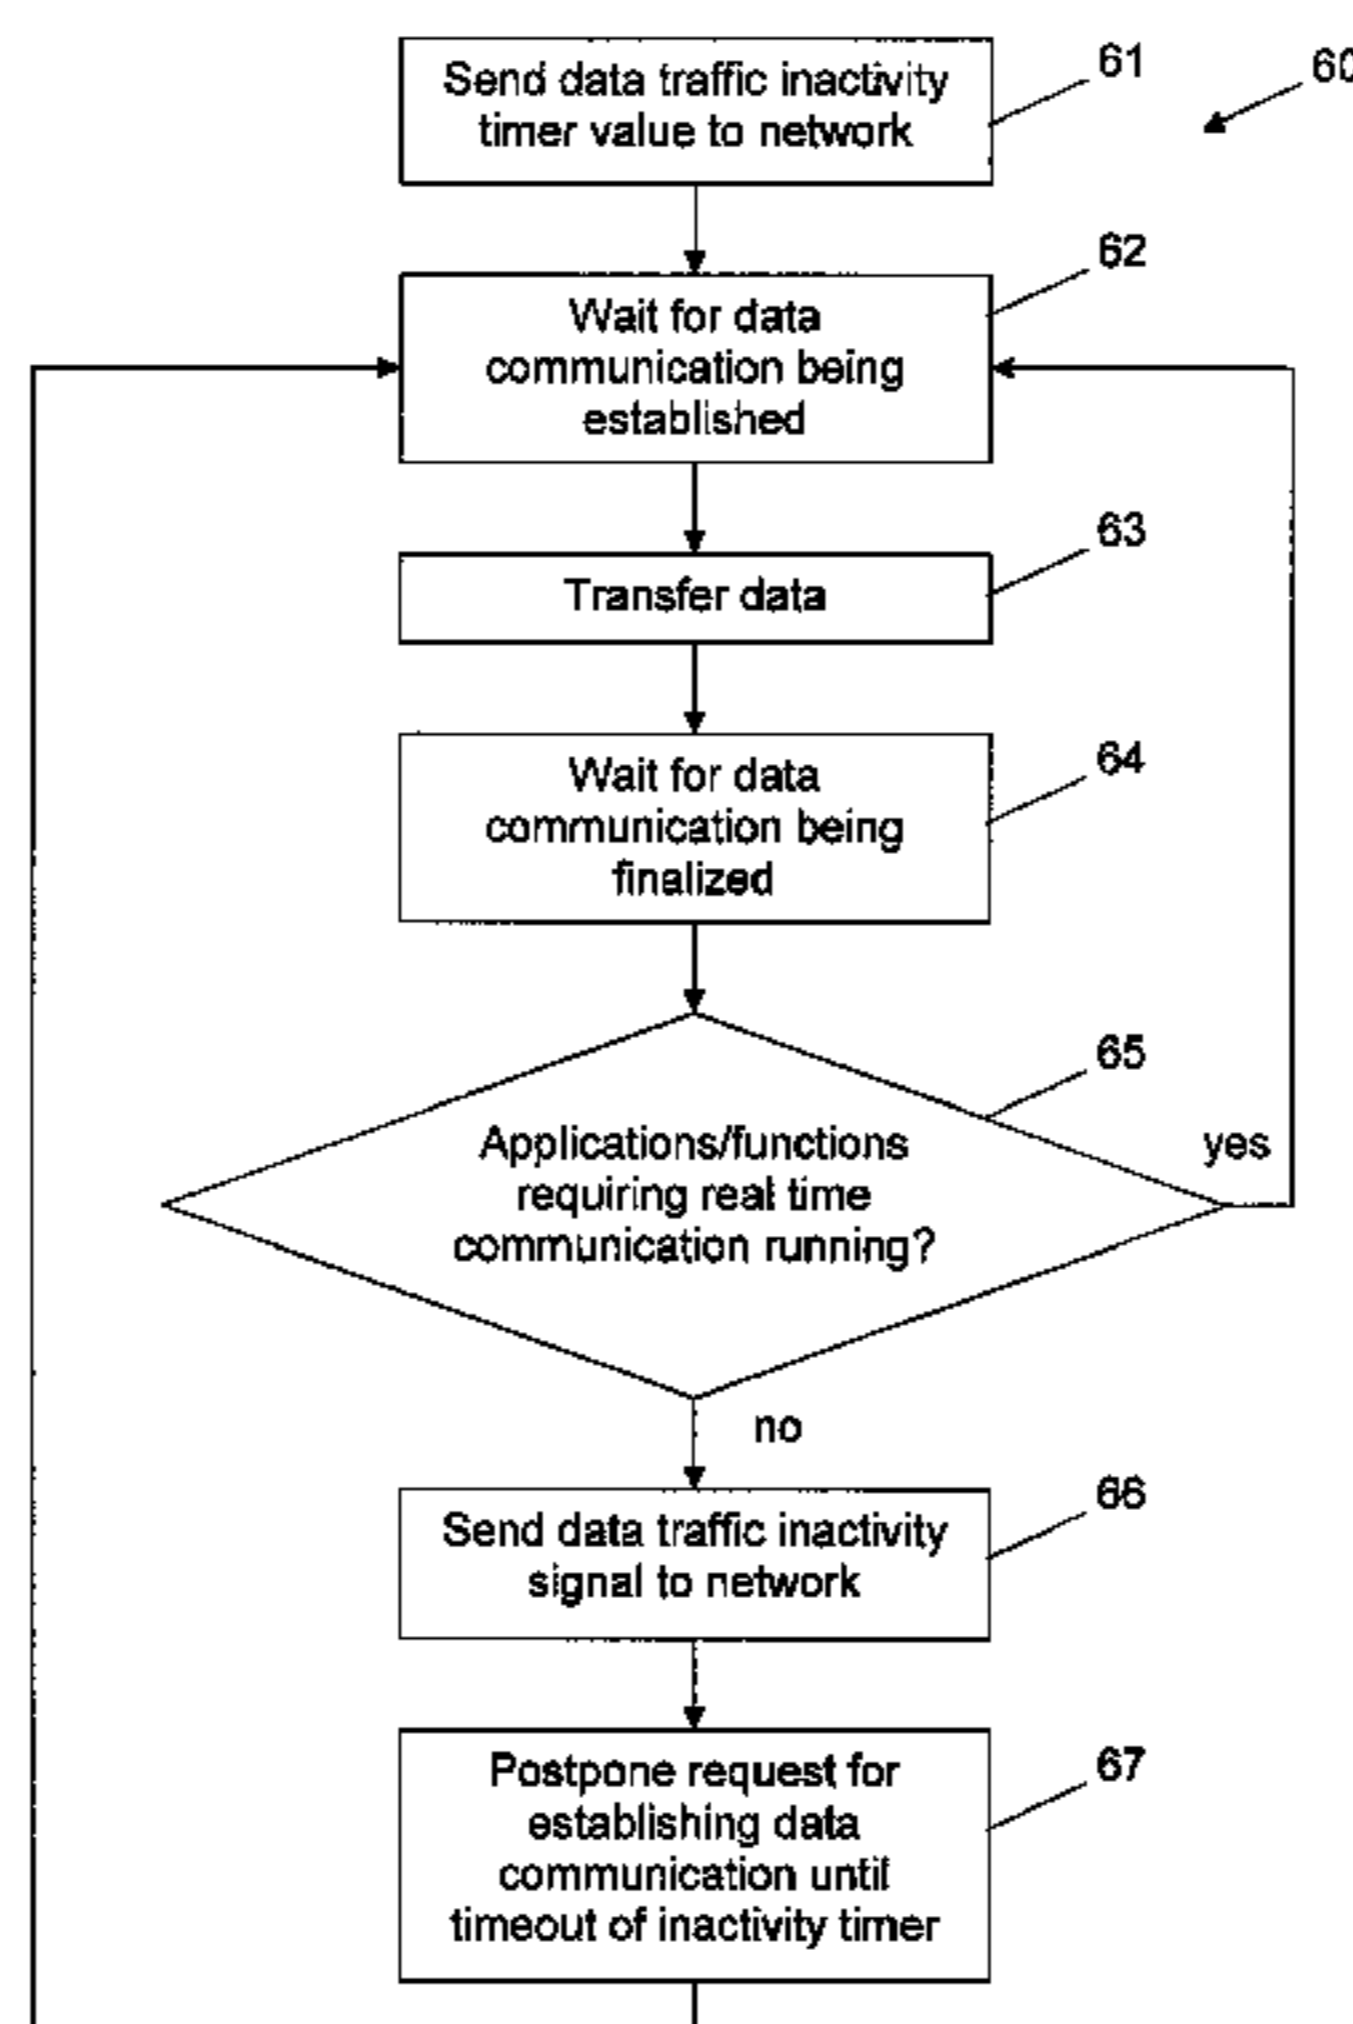 Send data traffic inactivity
timer value to network
61
60
Wait for data
communication being
established
62
Transfer data
63
Wait for data
communication being
finalized
64
Applications/functions
requiring real time
communication running?
65
yes
no
Send data traffic inactivity
signal to network
66
Postpone request for
establishing data
communication until
timeout of inactivity timer
67